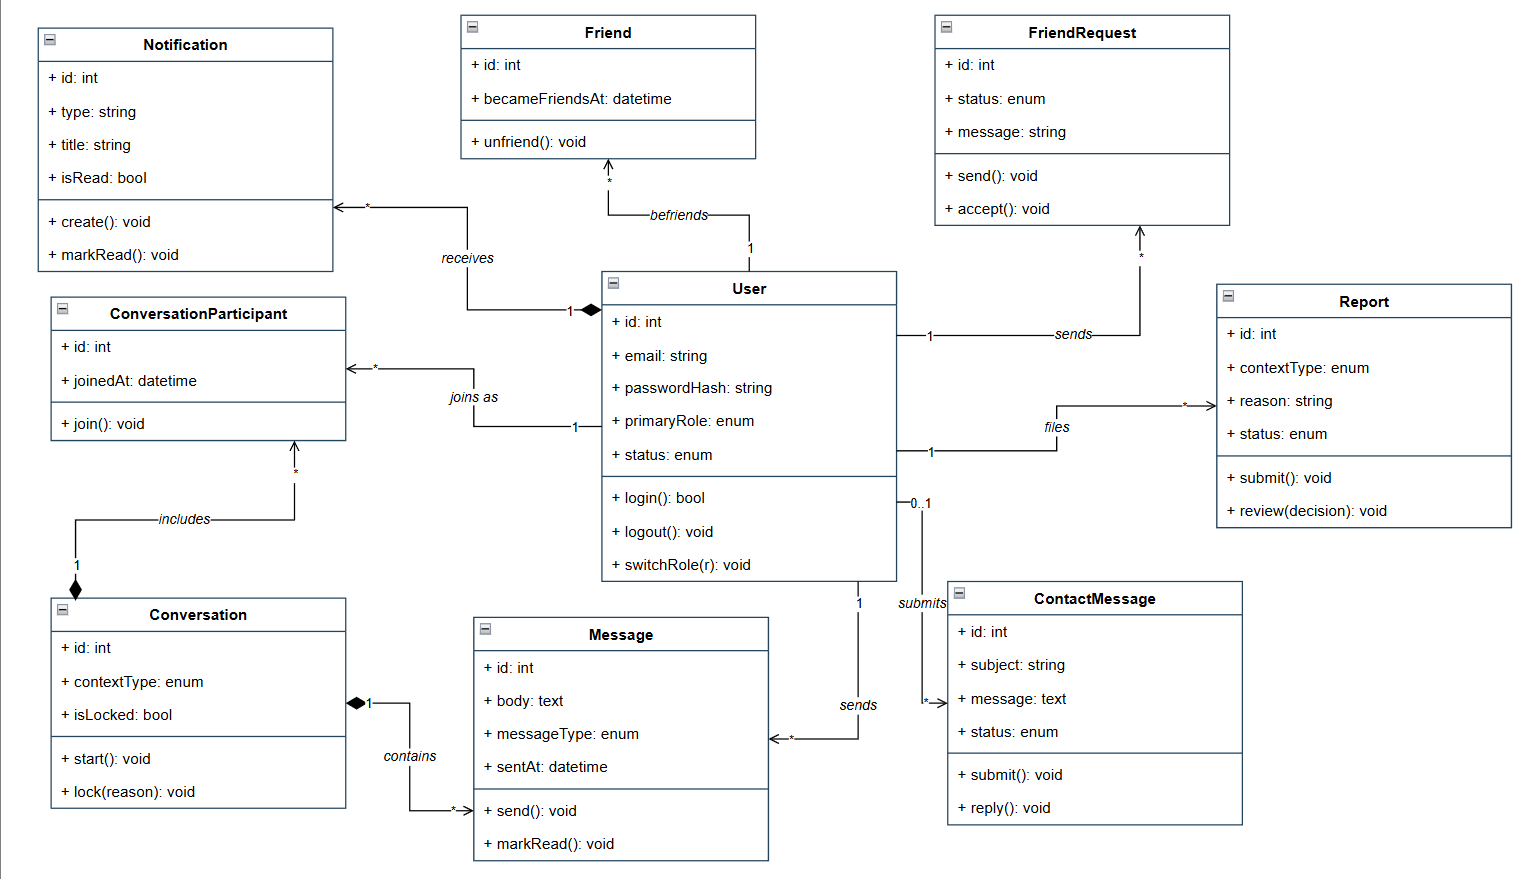 Notification
+ id: int
+ type: string
+ title: string
+ isRead: bool
+ create(): void
+ markRead(): void
Friend
+ id: int
+ becameFriendsAt: datetime
+ unfriend(): void
FriendRequest
+ id: int
+ status: enum
+ message: string
+ send(): void
+ accept(): void
*
receives
1
*
befriends
1
*
sends
1
ConversationParticipant
+ id: int
+ joinedAt: datetime
+ join(): void
*
joins as
1
User
+ id: int
+ email: string
+ passwordHash: string
+ primaryRole: enum
+ status: enum
+ login(): bool
+ logout(): void
+ switchRole(r): void
Report
+ id: int
+ contextType: enum
+ reason: string
+ status: enum
+ submit(): void
+ review(decision): void
*
files
1
*
includes
1
0..1
submits
*
1
sends
*
Conversation
+ id: int
+ contextType: enum
+ isLocked: bool
+ start(): void
+ lock(reason): void
1
contains
*
Message
+ id: int
+ body: text
+ messageType: enum
+ sentAt: datetime
+ send(): void
+ markRead(): void
ContactMessage
+ id: int
+ subject: string
+ message: text
+ status: enum
+ submit(): void
+ reply(): void